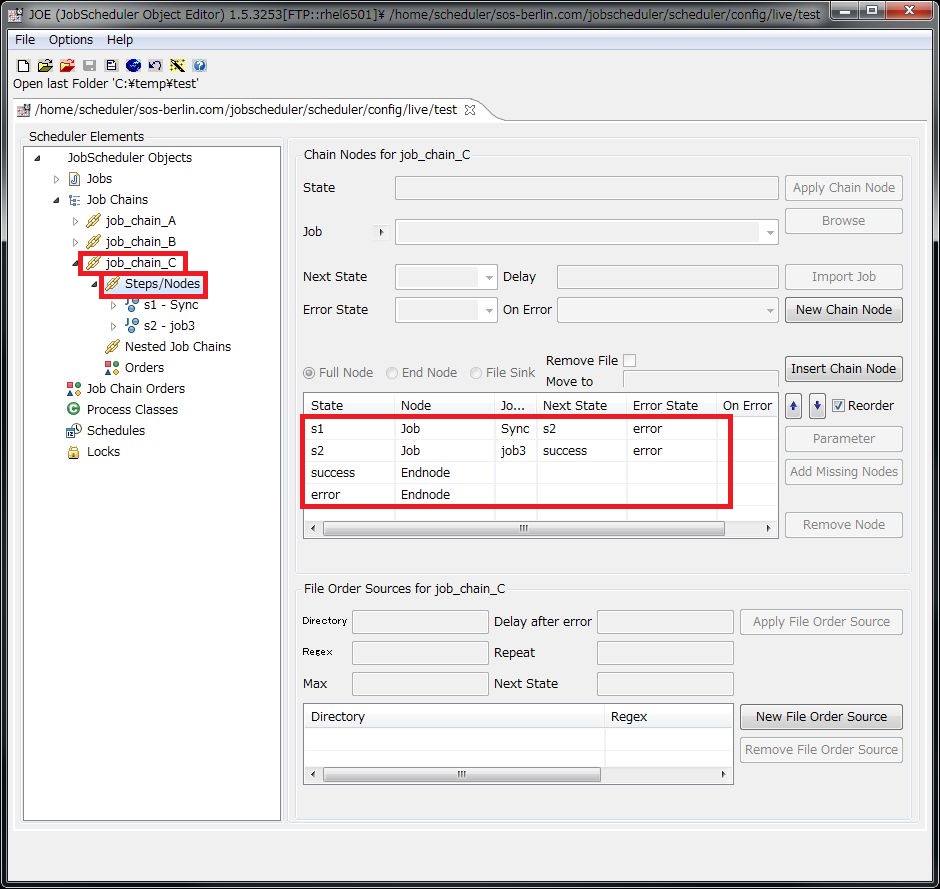 JOE (JobScheduler Object Editor) 1.5.3253[FTP::rhel6501]¥ /home/scheduler/sos-berlin.com/jobscheduler/scheduler/config/live/test
File Options Help
Open last Folder 'C:¥temp¥test'
/home/scheduler/sos-berlin.com/jobscheduler/scheduler/config/live/test
Scheduler Elements
JobScheduler Objects
Jobs
Job Chains
job_chain_A
job_chain_B
job_chain_C
Steps/Nodes
s1 - Sync
s2 - job3
Nested Job Chains
Orders
Job Chain Orders
Process Classes
Schedules
Locks
Chain Nodes for job_chain_C
State Apply Chain Node
Browse
Job
Next State Delay Import Job
Error State On Error New Chain Node
Remove File
Full Node End Node File Sink Insert Chain Node
Move to
State Node Jo... Next State Error State On Error Reorder
s1 Job Sync s2 error
Parameter
s2 Job job3 success error
success Endnode Add Missing Nodes
error Endnode
Remove Node
File Order Sources for job_chain_C
Directory Delay after error Apply File Order Source
Regex Repeat
Max Next State
Directory Regex New File Order Source
Remove File Order Source